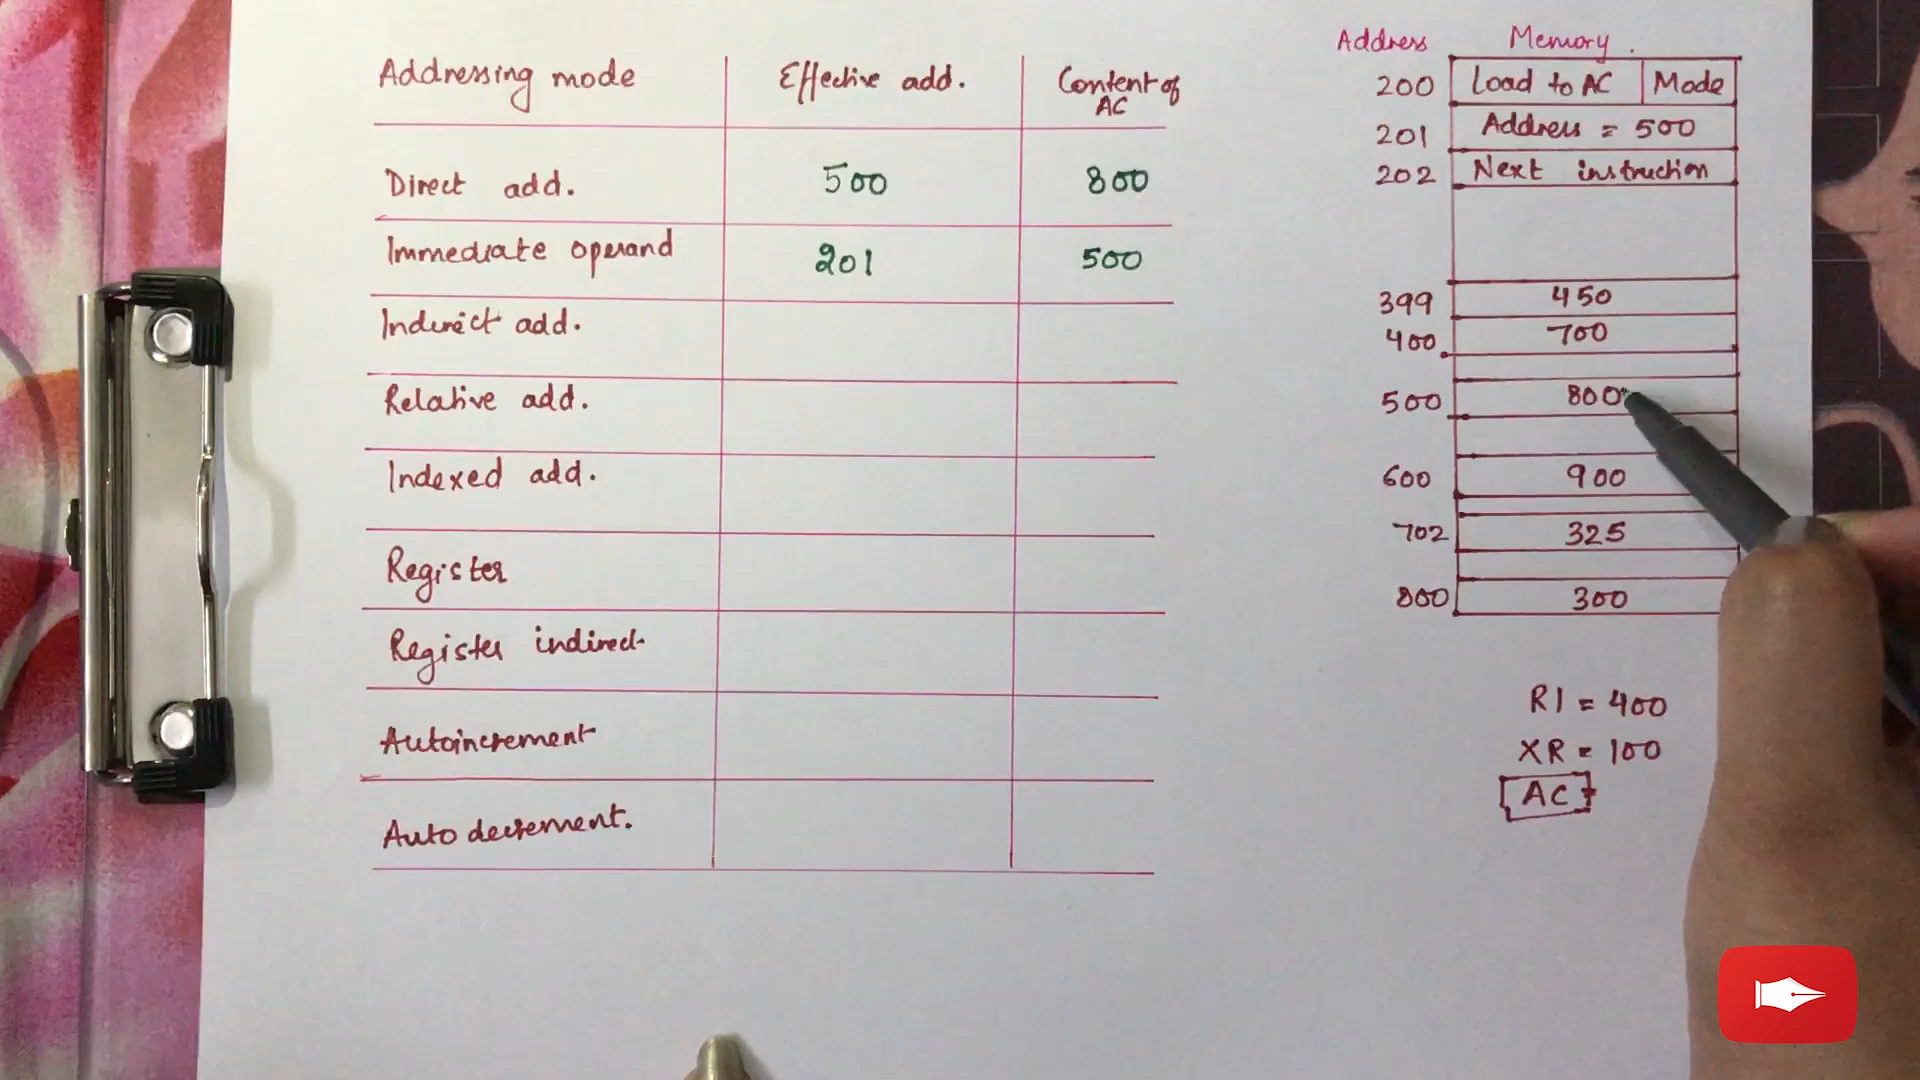 Addressing mode Effective add. Content of AC
Direct add. 500 800
Immediate operand 201 500
Indirect add.
Relative add.
Indexed add.
Register
Register indirect
Autoincrement
Auto decrement.
Address Memory.
200 Load to AC Mode
201 Address = 500
202 Next instruction
399 450
400 700
500 800
600 900
702 325
800 300
R1 = 400
XR = 100
AC